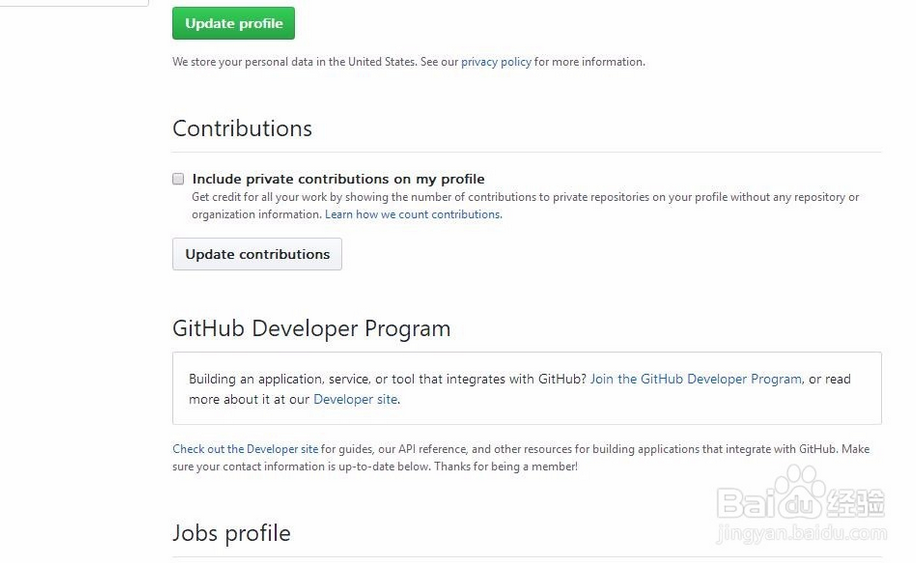 Update profile
We store your personal data in the United States. See our privacy policy for more information.
Contributions
Include private contributions on my profile
Get credit for all your work by showing the number of contributions to private repositories on your profile without any repository or
organization information. Learn how we count contributions.
Update contributions
GitHub Developer Program
Building an application, service, or tool that integrates with GitHub? Join the GitHub Developer Program, or read
more about it at our Developer site.
Check out the Developer site for guides, our API reference, and other resources for building applications that integrate with GitHub. Make
sure your contact information is up-to-date below. Thanks for being a member!
Baidu经验
jingyan.baidu.com
Jobs profile